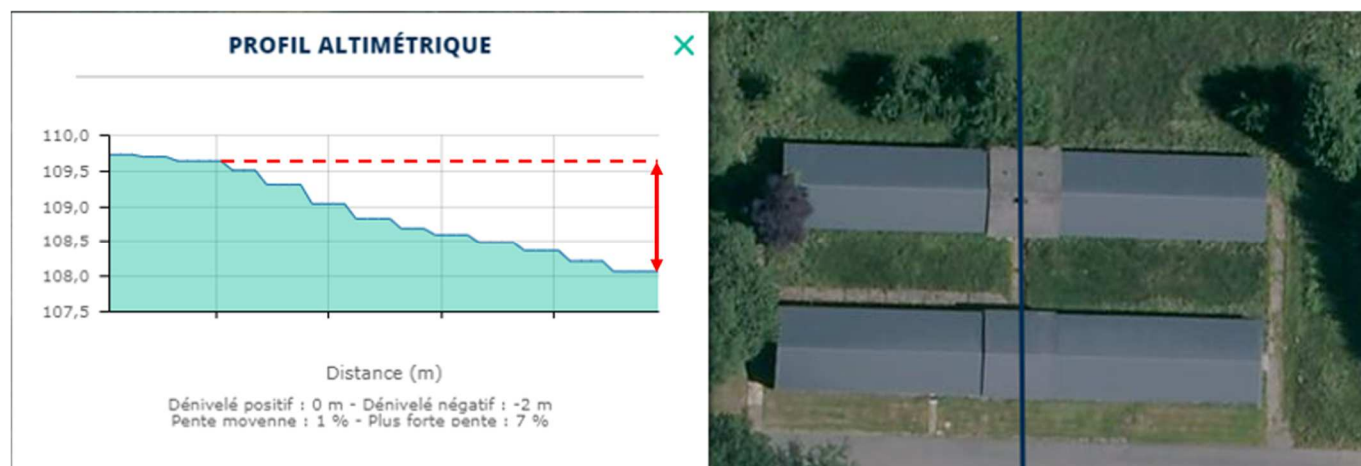 PROFIL ALTIMÉTRIQUE
110,0
109,5
109,0
108,5
108,0
107,5
Distance (m)
Dénivelé positif : 0 m - Dénivelé négatif : -2 m
Pente moyenne : 1 % - Plus forte pente : 7 %